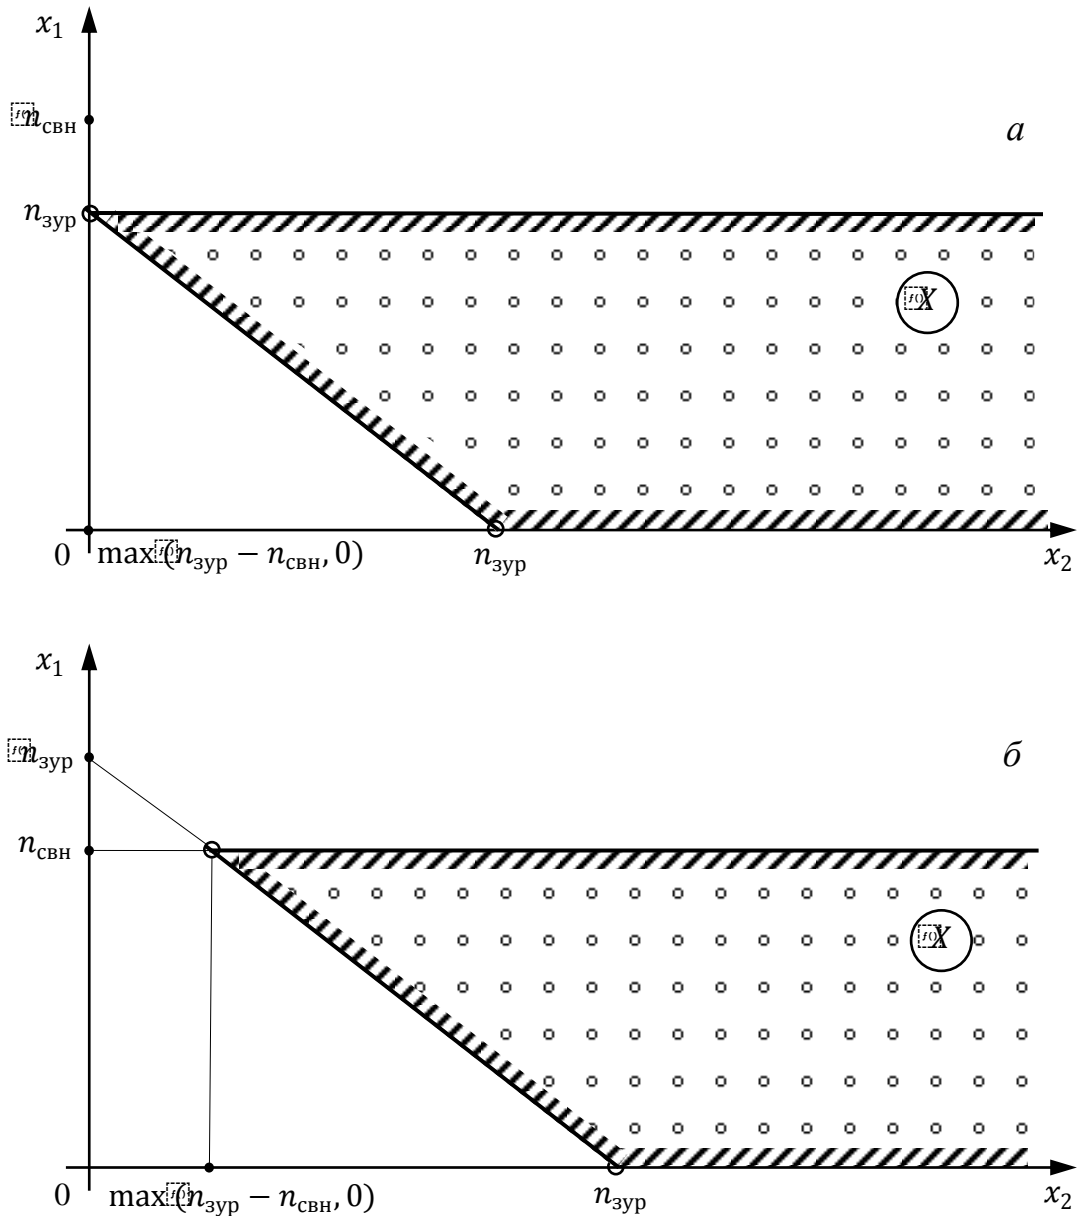 x₁
n_свн
а
n_зур
X
0 max (n_зур − n_свн, 0) n_зур x₂
x₁
n_зур
б
n_свн
X
0 max (n_зур − n_свн, 0) n_зур x₂